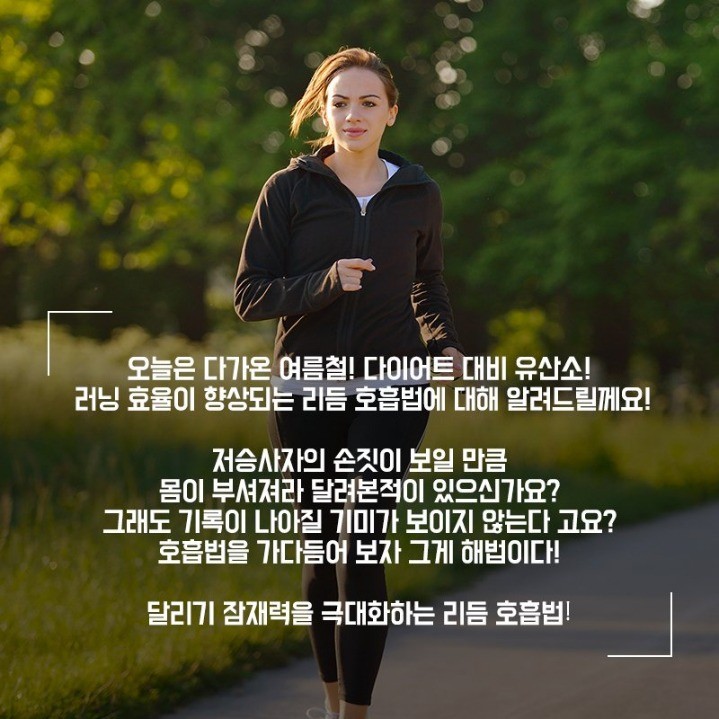 오늘은 다가온 여름철! 다이어트 대비 유산소!
러닝 효율이 향상되는 리듬 호흡법에 대해 알려드릴께요!
저승사자의 손짓이 보일 만큼
몸이 부셔져라 달려본적이 있으신가요?
그래도 기록이 나아질 기미가 보이지 않는다 고요?
호흡법을 가다듬어 보자 그게 해법이다!
달리기 잠재력을 극대화하는 리듬 호흡법!